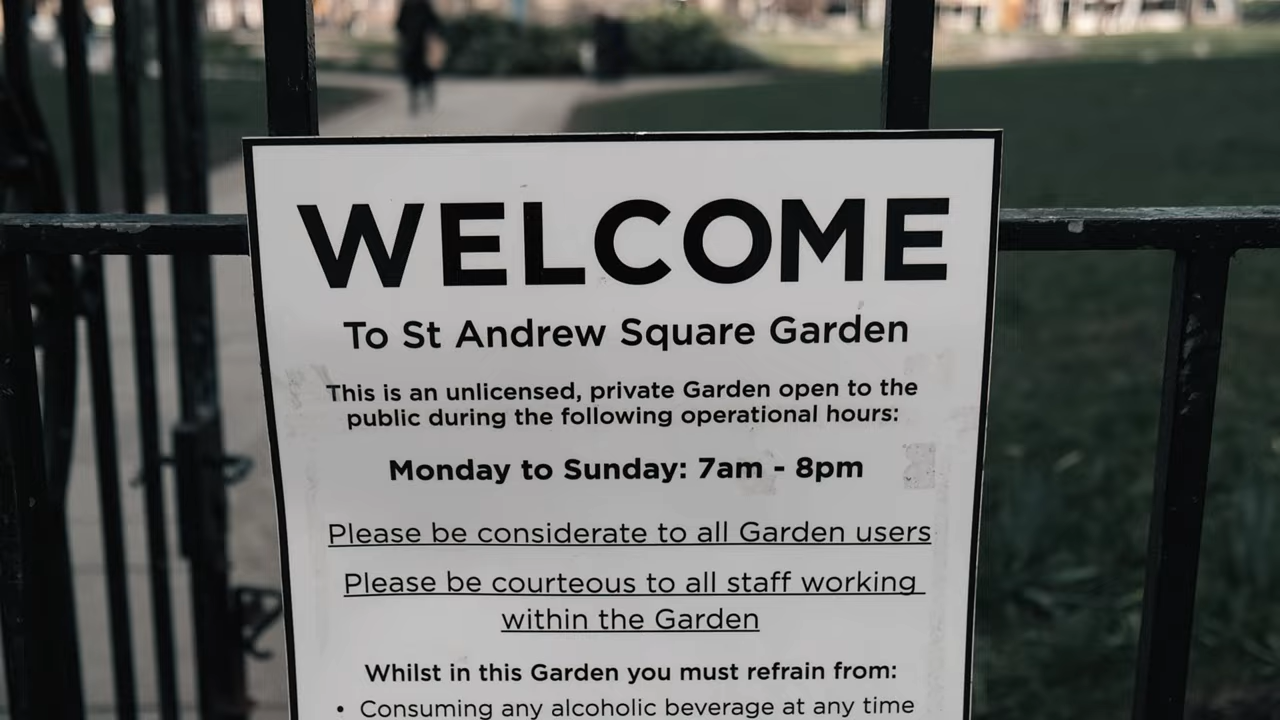 WELCOME
To St Andrew Square Garden
This is an unlicensed, private Garden open to the
public during the following operational hours:
Monday to Sunday: 7am - 8pm
Please be considerate to all Garden users
Please be courteous to all staff working
within the Garden
Whilst in this Garden you must refrain from:
• Consuming any alcoholic beverage at any time